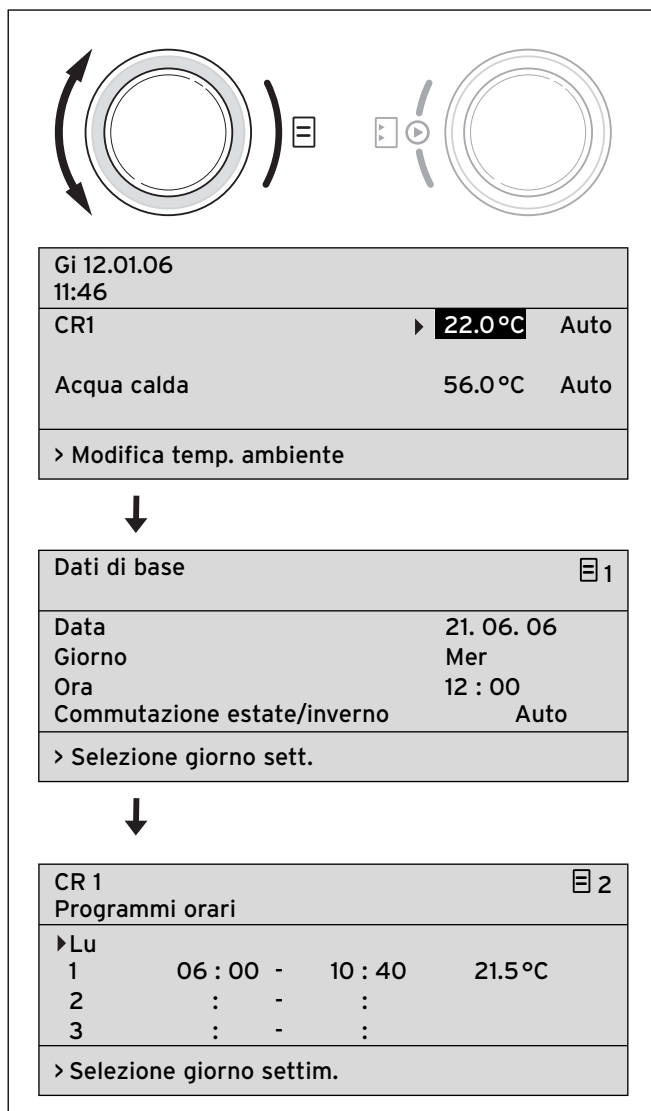 Gi 12.01.06
11:46
CR1 22.0 °C Auto
Acqua calda 56.0 °C Auto
> Modifica temp. ambiente
Dati di base 1
Data 21. 06. 06
Giorno Mer
Ora 12 : 00
Commutazione estate/inverno Auto
> Selezione giorno sett.
CR 1 2
Programmi orari
Lu
1 06 : 00 - 10 : 40 21.5 °C
2 : - :
3 : - :
> Selezione giorno settim.